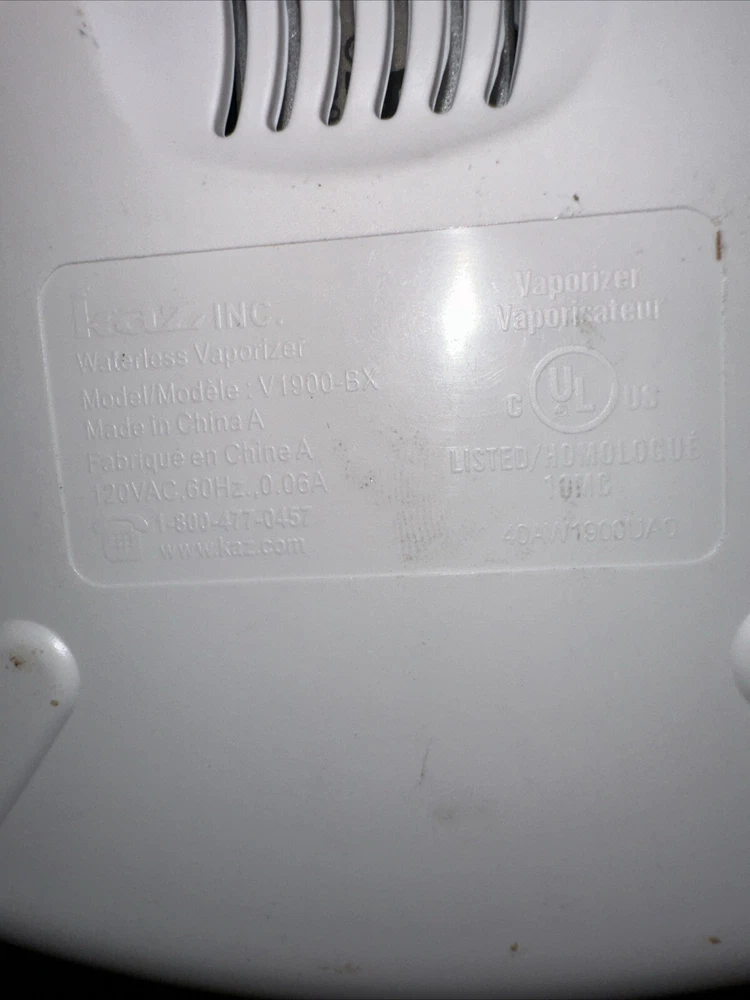 kaz INC.
Waterless Vaporizer
Model/Modèle : V1900-BX
Made in China A
Fabriqué en Chine A
120VAC,60Hz.,0.06A
1-800-477-0457
www.kaz.com
Vaporizer
Vaporisateur
C UL US
LISTED/HOMOLOGUÉ
10MC